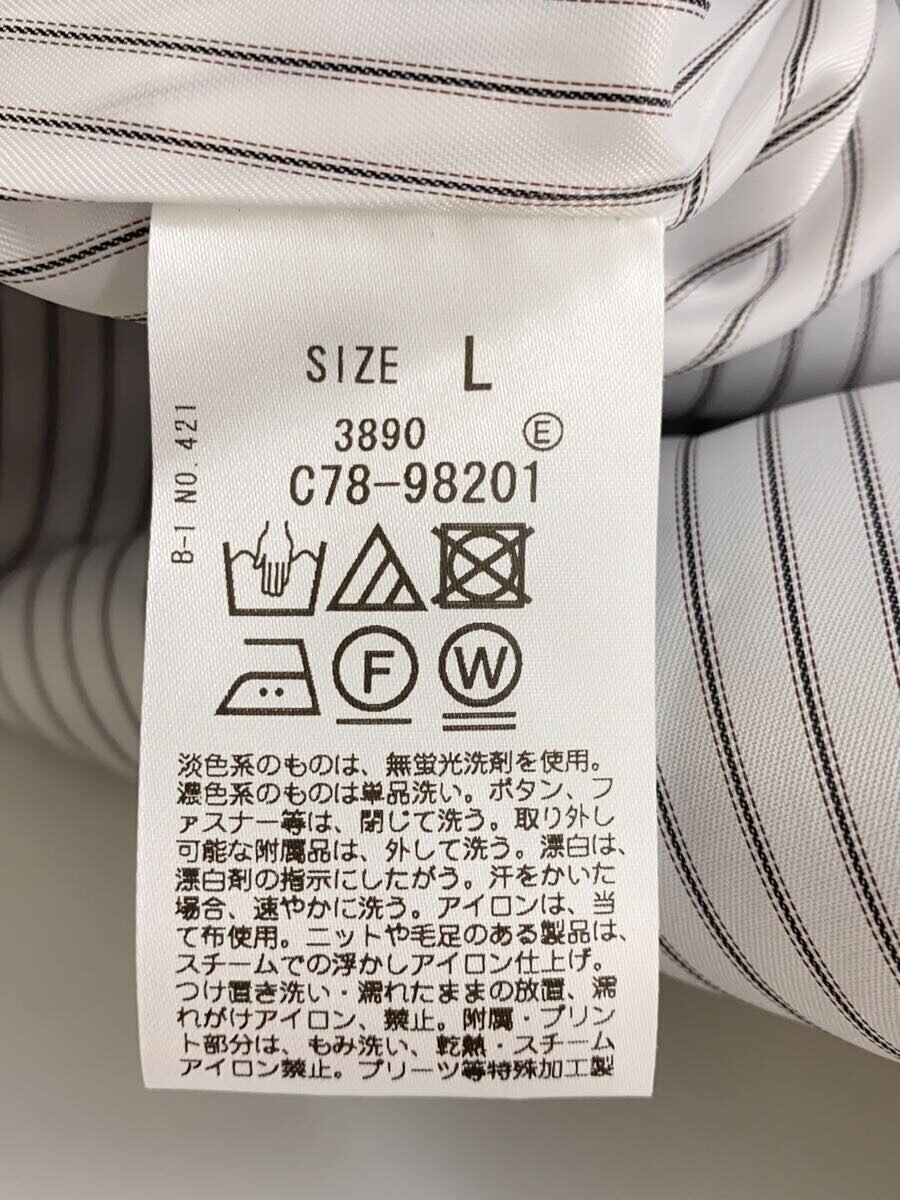 SIZE L
3890 Ⓔ
C78-98201
B-1 NO.421
F W
淡色系のものは、無蛍光洗剤を使用。
濃色系のものは単品洗い。ボタン、フ
ァスナー等は、閉じて洗う。取り外し
可能な附属品は、外して洗う。漂白は、
漂白剤の指示にしたがう。汗をかいた
場合、速やかに洗う。アイロンは、当
て布使用。ニットや毛足のある製品は、
スチームでの浮かしアイロン仕上げ。
つけ置き洗い・濡れたままの放置、濡
れがけアイロン、禁止。附属・プリン
ト部分は、もみ洗い、乾熱・スチーム
アイロン禁止。プリーツ等特殊加工製